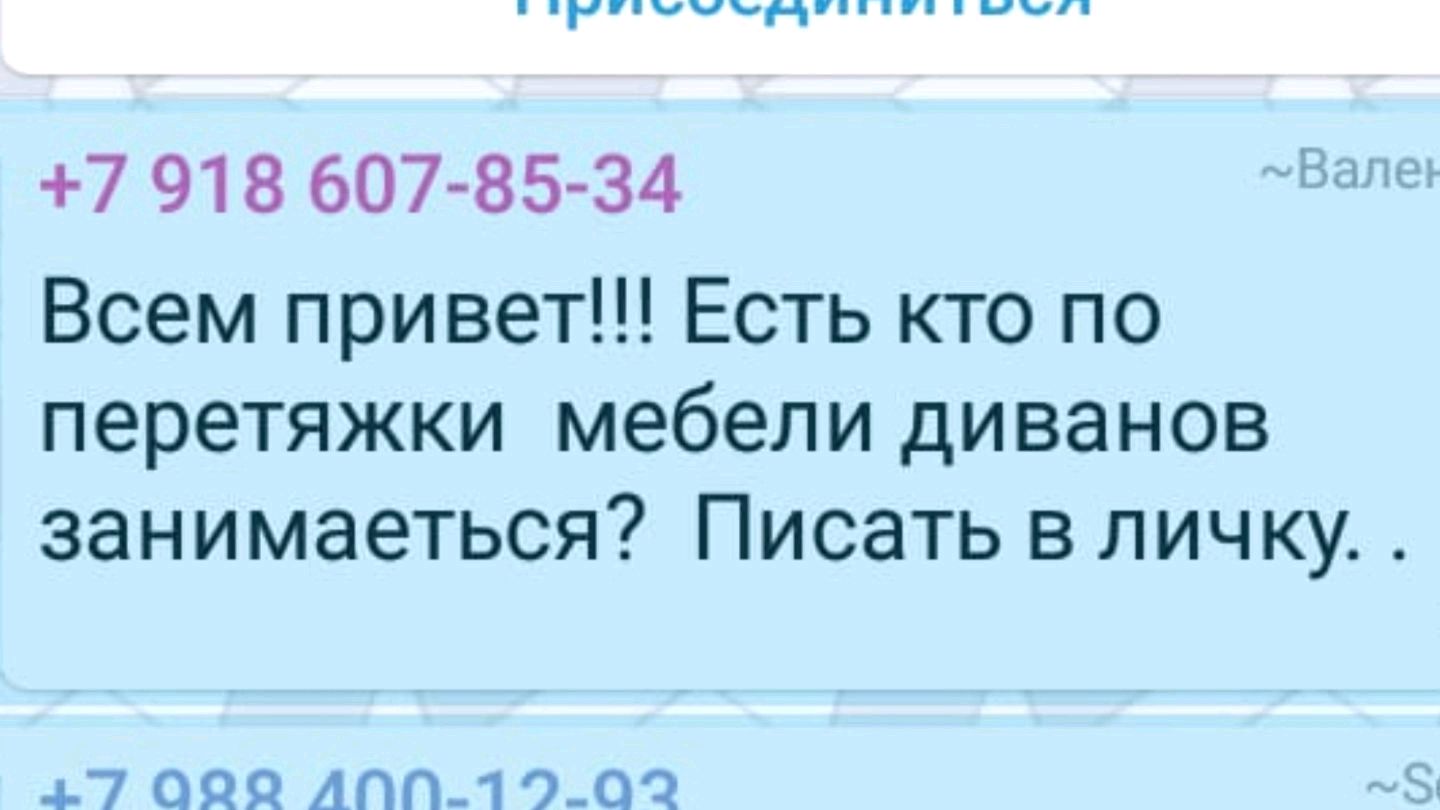 Присоединиться
+7 918 607-85-34
~Вален
Всем привет!!! Есть кто по
перетяжки мебели диванов
занимаеться? Писать в личку. .
+7 988 400-12-93